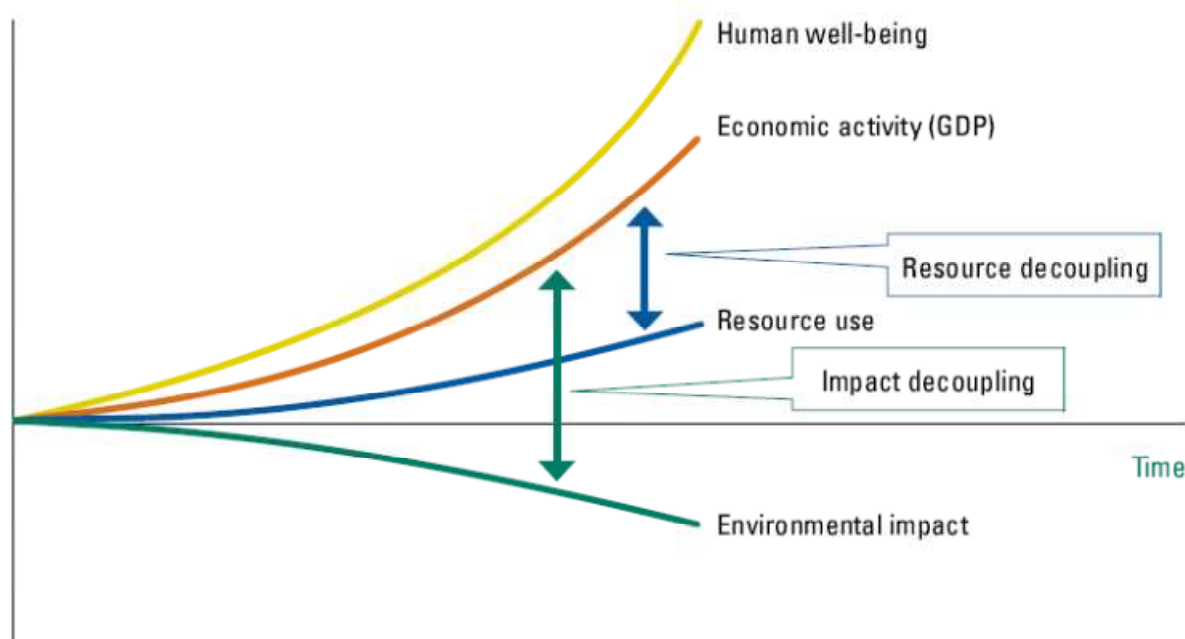 Human well-being
Economic activity (GDP)
Resource decoupling
Resource use
Impact decoupling
Time
Environmental impact